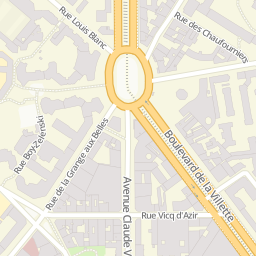 Rue Louis Blanc
Rue des Chaufourniers
Rue Boy-Zelenski
Rue de la Grange aux Belles
Boulevard de la Villette
Avenue Claude V
Rue Vicq d'Azir